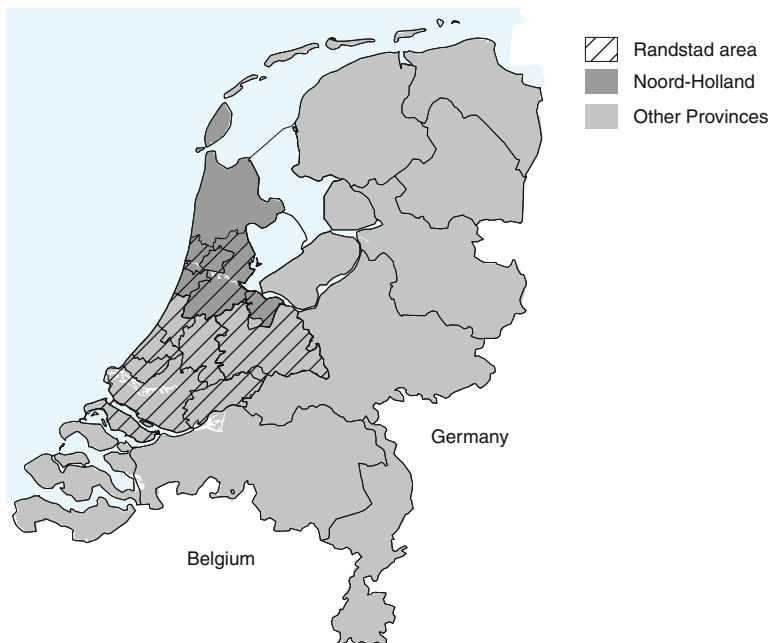 Randstad area
Noord-Holland
Other Provinces
Germany
Belgium